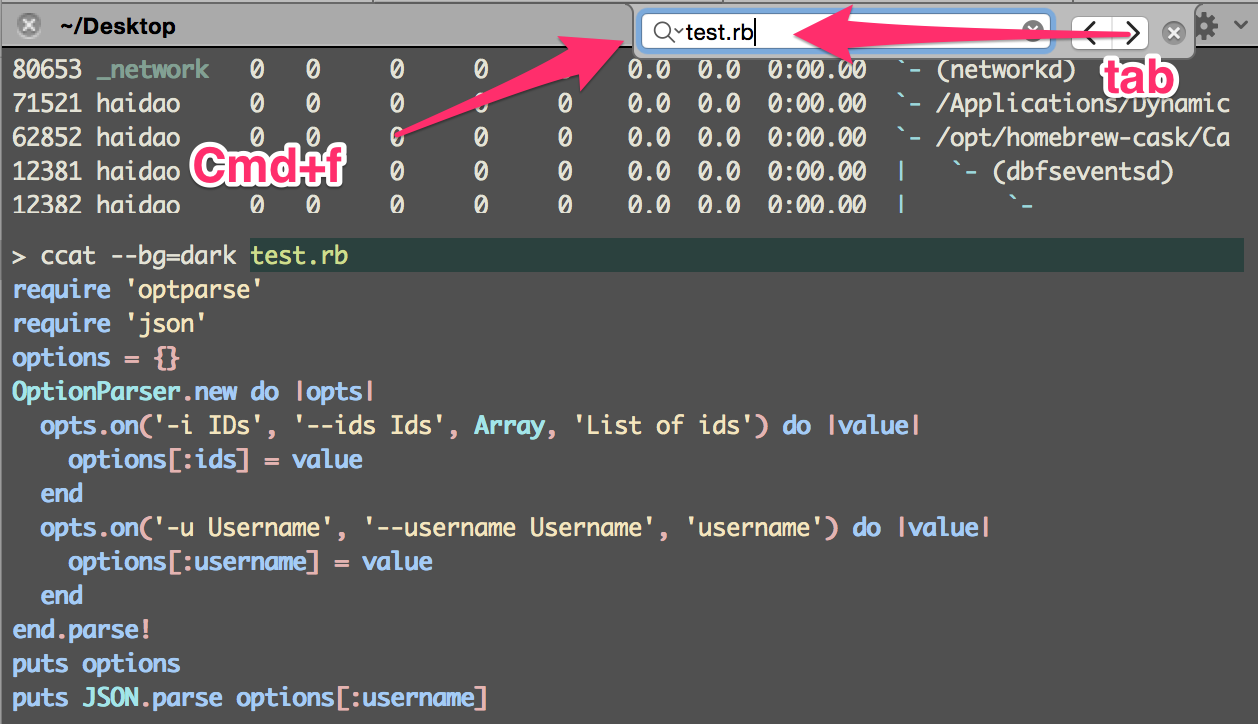 ~/Desktop
test.rb
tab
Cmd+f
80653 _network 0 0 0 0 0 0.0 0.0 0:00.00 `- (networkd)
71521 haidao 0 0 0 0 0 0.0 0.0 0:00.00 `- /Applications/Dynamic
62852 haidao 0 0 0 0 0 0.0 0.0 0:00.00 `- /opt/homebrew-cask/Ca
12381 haidao 0 0 0 0 0 0.0 0.0 0:00.00 | `- (dbfseventsd)
12382 haidao 0 0 0 0 0 0.0 0.0 0:00.00 | `-
> ccat --bg=dark test.rb
require 'optparse'
require 'json'
options = {}
OptionParser.new do |opts|
  opts.on('-i IDs', '--ids Ids', Array, 'List of ids') do |value|
    options[:ids] = value
  end
  opts.on('-u Username', '--username Username', 'username') do |value|
    options[:username] = value
  end
end.parse!
puts options
puts JSON.parse options[:username]